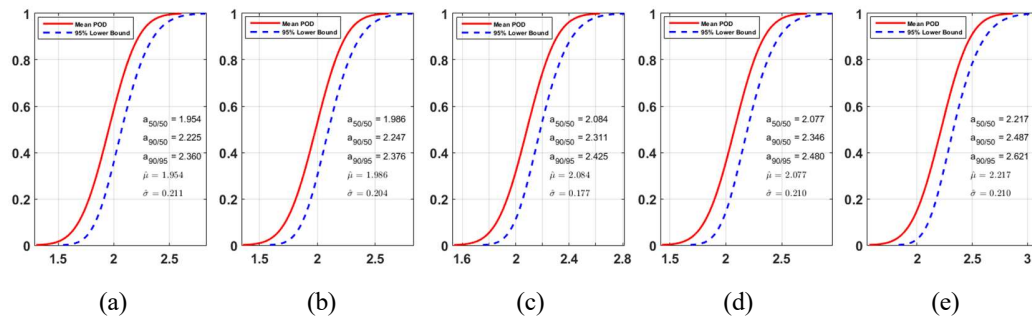 1
0.8
0.6
0.4
0.2
0
Mean POD
95% Lower Bound
a50/50 = 1.954
a90/50 = 2.225
a90/95 = 2.360
μ̂ = 1.954
σ̂ = 0.211
1.5 2 2.5
(a)
1
0.8
0.6
0.4
0.2
0
Mean POD
95% Lower Bound
a50/50 = 1.986
a90/50 = 2.247
a90/95 = 2.376
μ̂ = 1.986
σ̂ = 0.204
1.5 2 2.5
(b)
1
0.8
0.6
0.4
0.2
0
Mean POD
95% Lower Bound
a50/50 = 2.084
a90/50 = 2.311
a90/95 = 2.425
μ̂ = 2.084
σ̂ = 0.177
1.6 2 2.4 2.8
(c)
1
0.8
0.6
0.4
0.2
0
Mean POD
95% Lower Bound
a50/50 = 2.077
a90/50 = 2.346
a90/95 = 2.480
μ̂ = 2.077
σ̂ = 0.210
1.5 2 2.5
(d)
1
0.8
0.6
0.4
0.2
0
Mean POD
95% Lower Bound
a50/50 = 2.217
a90/50 = 2.487
a90/95 = 2.621
μ̂ = 2.217
σ̂ = 0.210
2 2.5 3
(e)